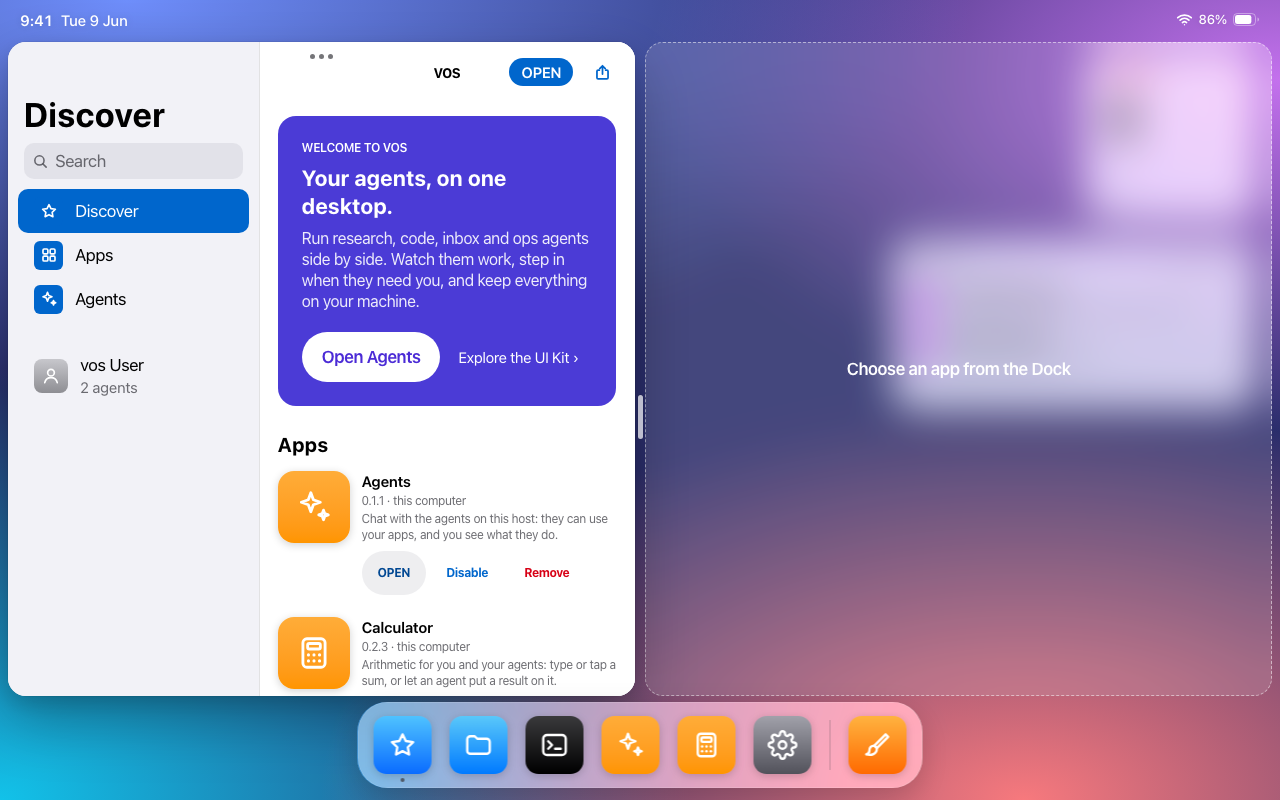 9:41 Tue 9 Jun
86%
Discover
Search
Discover
Apps
Agents
vos User
2 agents
vos
OPEN
WELCOME TO VOS
Your agents, on one
desktop.
Run research, code, inbox and ops agents
side by side. Watch them work, step in
when they need you, and keep everything
on your machine.
Open Agents
Explore the UI Kit ›
Apps
Agents
0.1.1 · this computer
Chat with the agents on this host: they can use
your apps, and you see what they do.
OPEN Disable Remove
Calculator
0.2.3 · this computer
Arithmetic for you and your agents: type or tap a
sum, or let an agent put a result on it.
Choose an app from the Dock